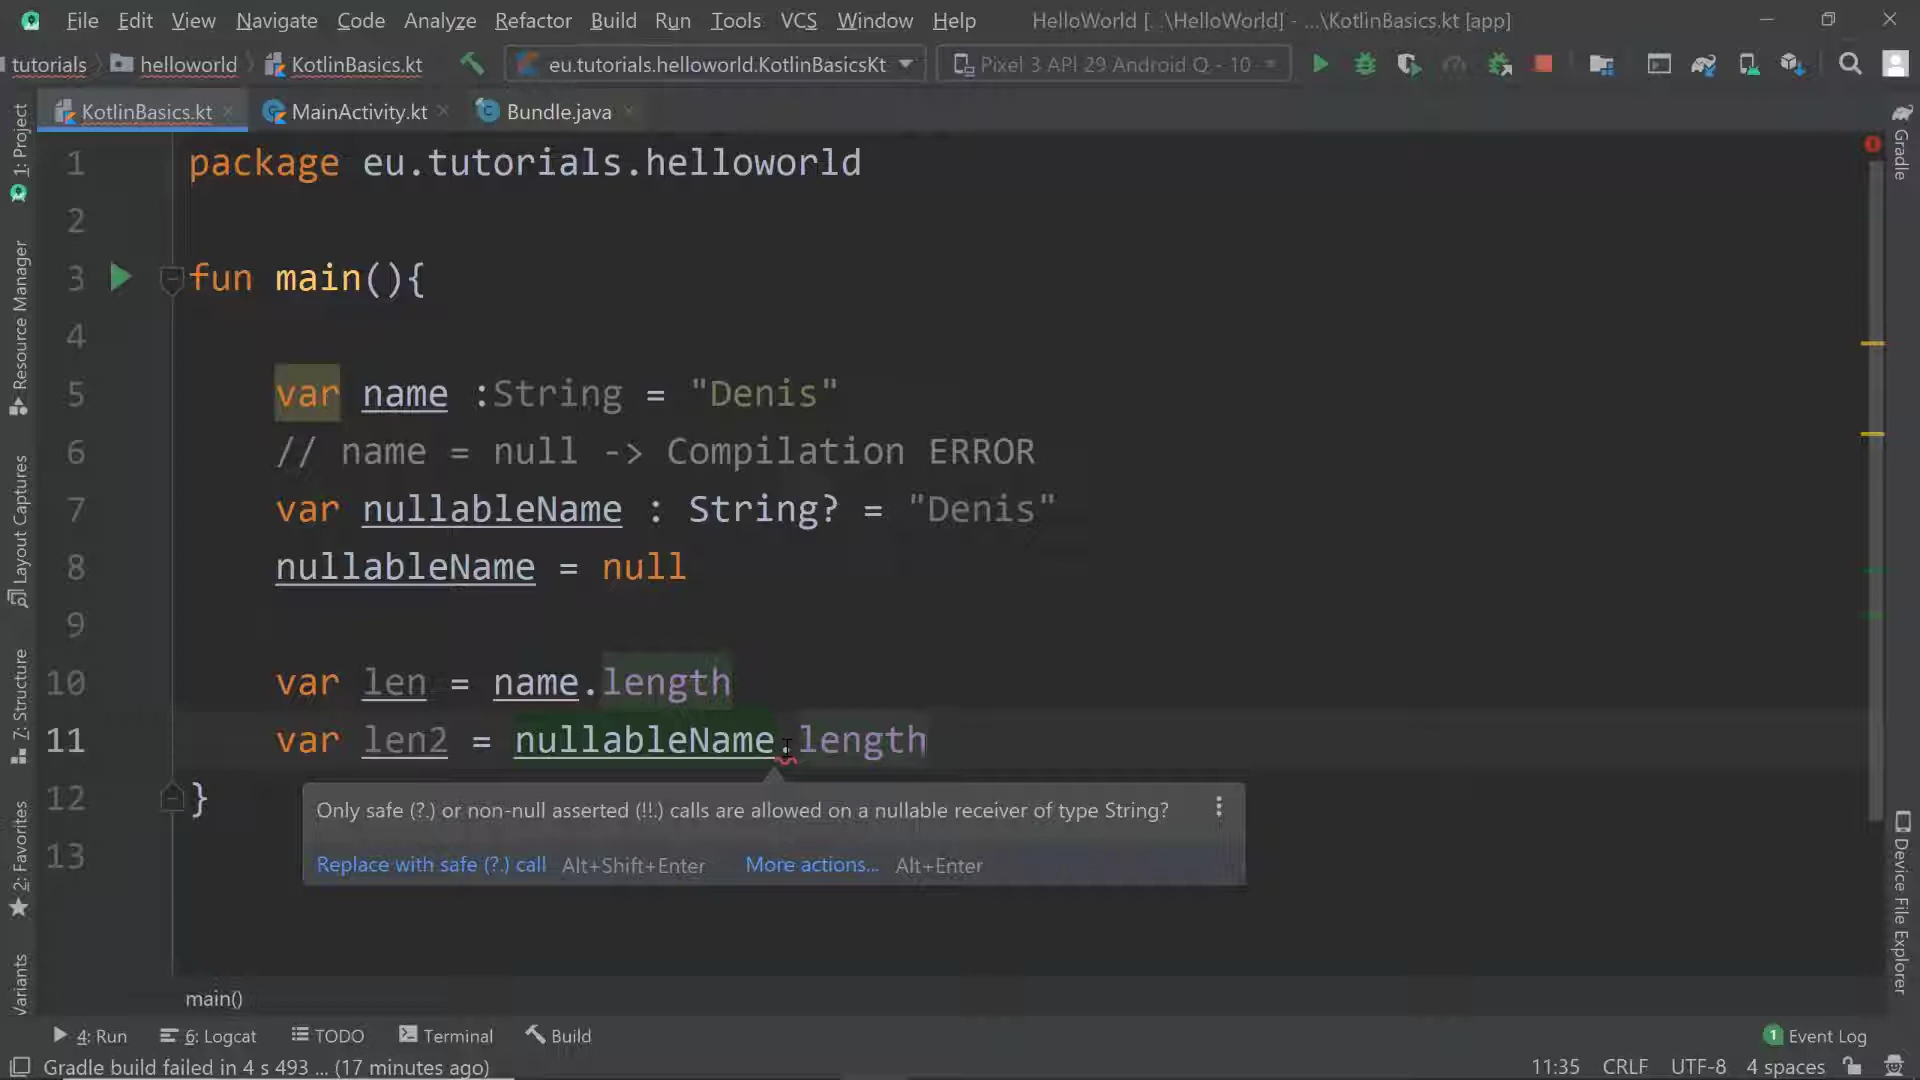 File Edit View Navigate Code Analyze Refactor Build Run Tools VCS Window Help HelloWorld [...\HelloWorld] - ...\KotlinBasics.kt [app]
tutorials helloworld KotlinBasics.kt eu.tutorials.helloworld.KotlinBasicsKt Pixel 3 API 29 Android Q - 10
KotlinBasics.kt MainActivity.kt Bundle.java
1: Project
Resource Manager
Layout Captures
7: Structure
2: Favorites
Variants
1 package eu.tutorials.helloworld
2
3 fun main(){
4
5 var name :String = "Denis"
6 // name = null -> Compilation ERROR
7 var nullableName : String? = "Denis"
8 nullableName = null
9
10 var len = name.length
11 var len2 = nullableName.length
12 }
13
Only safe (?.) or non-null asserted (!!.) calls are allowed on a nullable receiver of type String?
Replace with safe (?.) call Alt+Shift+Enter More actions... Alt+Enter
Gradle
Device File Explorer
main()
4: Run 6: Logcat TODO Terminal Build 1 Event Log
Gradle build failed in 4 s 493 ... (17 minutes ago) 11:35 CRLF UTF-8 4 spaces